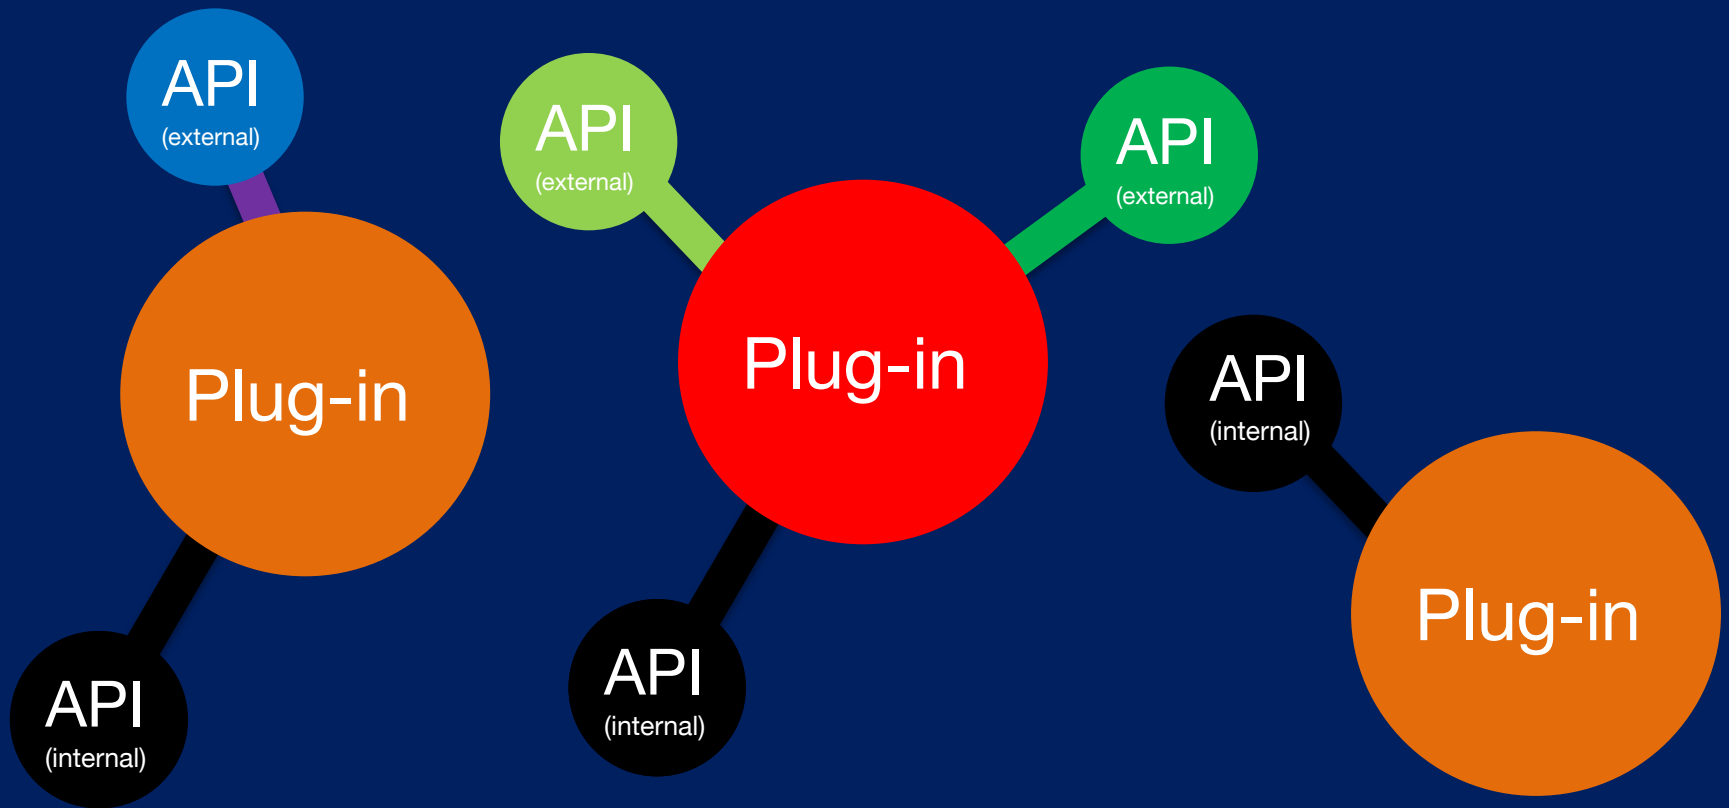 API
(external)
Plug-in
API
(internal)
API
(external)
API
(external)
Plug-in
API
(internal)
API
(internal)
Plug-in